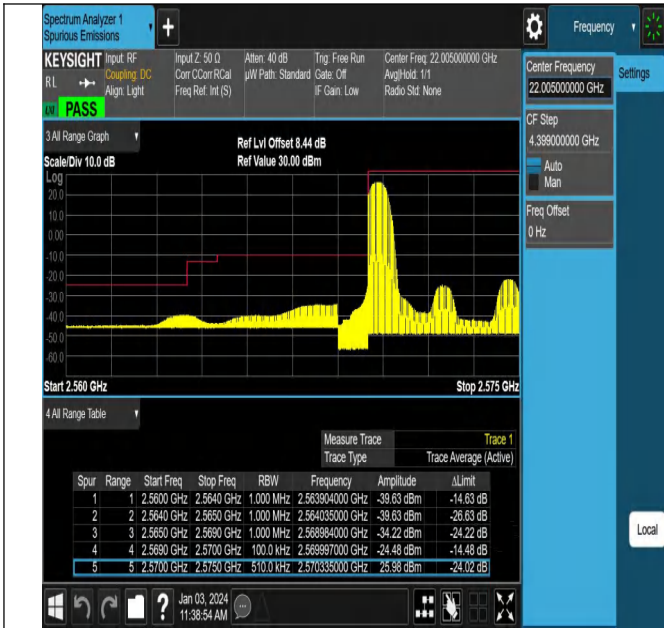 Spectrum Analyzer 1
Spurious Emissions
Frequency
KEYSIGHT Input: RF Input Z: 50 Ω Atten: 40 dB Trig: Free Run Center Freq: 22.005000000 GHz
RL Coupling: DC Corr CCorr RCal µW Path: Standard Gate: Off Avg|Hold: 1/1
Align: Light Freq Ref: Int (S) IF Gain: Low Radio Std: None
LXI PASS
Center Frequency
22.005000000 GHz
Settings
CF Step
4.399000000 GHz
Auto
Man
Freq Offset
0 Hz
3 All Range Graph
Ref Lvl Offset 8.44 dB
Scale/Div 10.0 dB Ref Value 30.00 dBm
Log
20.0
10.0
0.00
-10.0
-20.0
-30.0
-40.0
-50.0
-60.0
Start 2.560 GHz Stop 2.575 GHz
4 All Range Table
Measure Trace Trace 1
Trace Type Trace Average (Active)
Spur Range Start Freq Stop Freq RBW Frequency Amplitude ΔLimit
1 1 2.5600 GHz 2.5640 GHz 1.000 MHz 2.563904000 GHz -39.63 dBm -14.63 dB
2 2 2.5640 GHz 2.5650 GHz 1.000 MHz 2.564035000 GHz -39.63 dBm -26.63 dB
3 3 2.5650 GHz 2.5690 GHz 1.000 MHz 2.568984000 GHz -34.22 dBm -24.22 dB
4 4 2.5690 GHz 2.5700 GHz 100.0 kHz 2.569997000 GHz -24.48 dBm -14.48 dB
5 5 2.5700 GHz 2.5750 GHz 510.0 kHz 2.570335000 GHz 25.98 dBm -24.02 dB
Local
Jan 03, 2024
11:38:54 AM